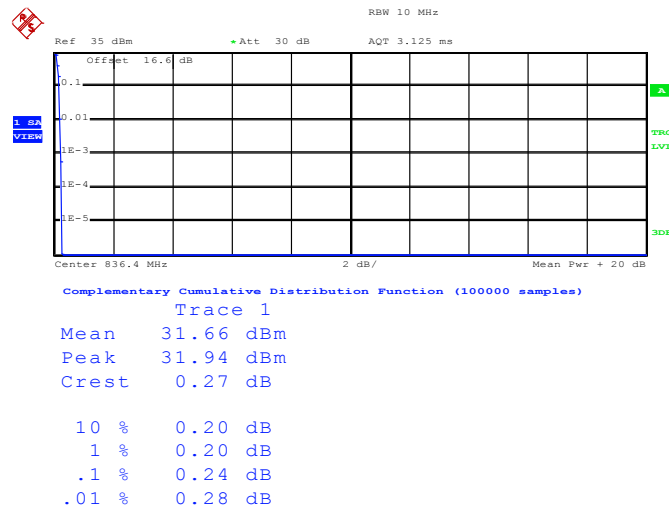 R S
RBW 10 MHz
Ref 35 dBm * Att 30 dB AQT 3.125 ms
Offset 16.6 dB
0.1
A
0.01
1 SA
VIEW
TRG
LVL
1E-3
1E-4
1E-5
3DB
Center 836.4 MHz 2 dB/ Mean Pwr + 20 dB
Complementary Cumulative Distribution Function (100000 samples)
Trace 1
Mean 31.66 dBm
Peak 31.94 dBm
Crest 0.27 dB
10 % 0.20 dB
1 % 0.20 dB
.1 % 0.24 dB
.01 % 0.28 dB